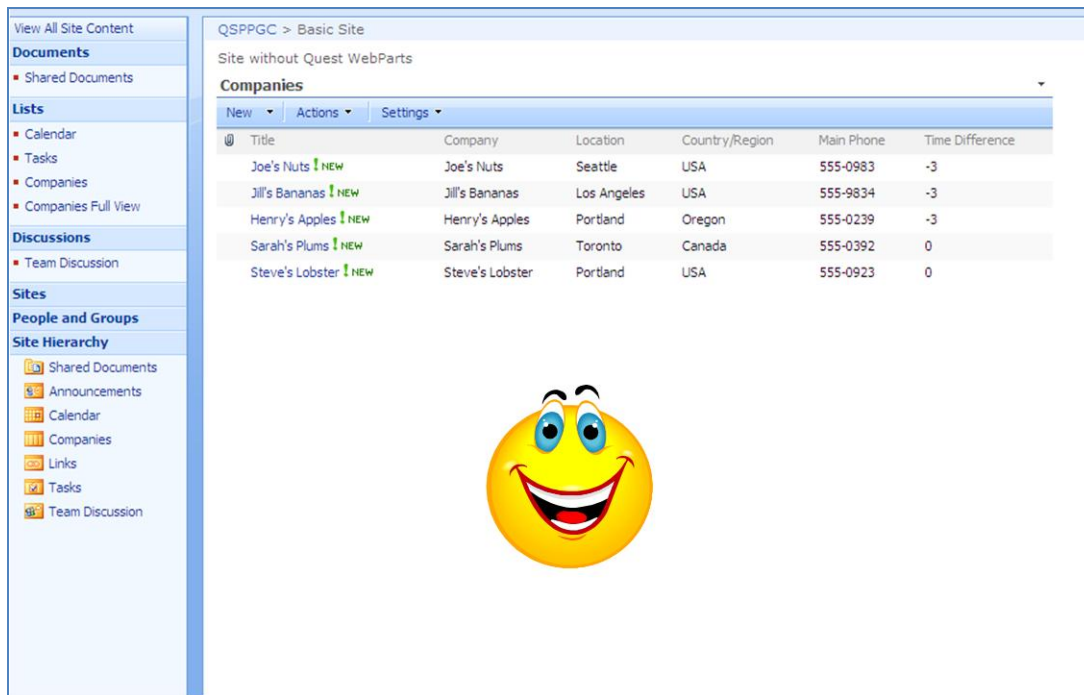 View All Site Content
Documents
Shared Documents
Lists
Calendar
Tasks
Companies
Companies Full View
Discussions
Team Discussion
Sites
People and Groups
Site Hierarchy
Shared Documents
Announcements
Calendar
Companies
Links
Tasks
Team Discussion
QSPPGC > Basic Site
Site without Quest WebParts
Companies
New Actions Settings
Title Company Location Country/Region Main Phone Time Difference
Joe's Nuts ! NEW Joe's Nuts Seattle USA 555-0983 -3
Jill's Bananas ! NEW Jill's Bananas Los Angeles USA 555-9834 -3
Henry's Apples ! NEW Henry's Apples Portland Oregon 555-0239 -3
Sarah's Plums ! NEW Sarah's Plums Toronto Canada 555-0392 0
Steve's Lobster ! NEW Steve's Lobster Portland USA 555-0923 0